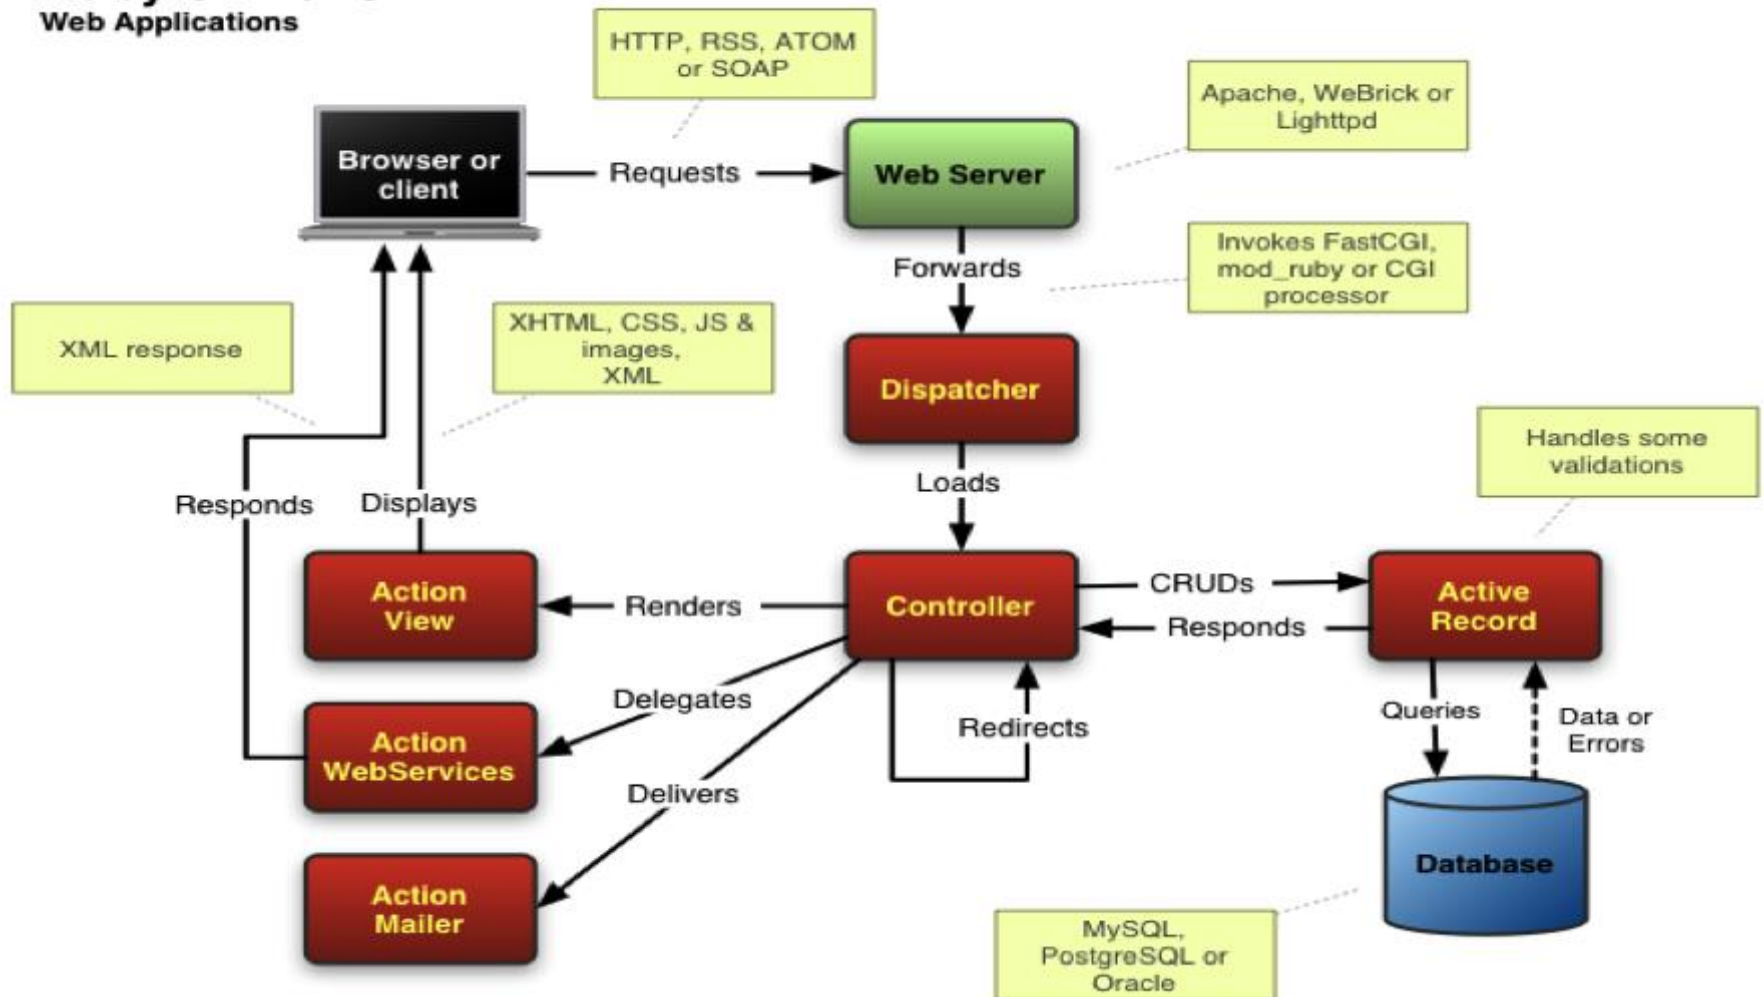 Web Applications
HTTP, RSS, ATOM
or SOAP
Apache, WeBrick or
Lighttpd
Browser or
client
Requests
Web Server
Invokes FastCGI,
mod_ruby or CGI
processor
Forwards
XML response
XHTML, CSS, JS &
images,
XML
Dispatcher
Handles some
validations
Loads
Responds
Displays
Action
View
Renders
Controller
CRUDs
Responds
Active
Record
Delegates
Redirects
Queries
Data or
Errors
Action
WebServices
Delivers
Database
Action
Mailer
MySQL,
PostgreSQL or
Oracle